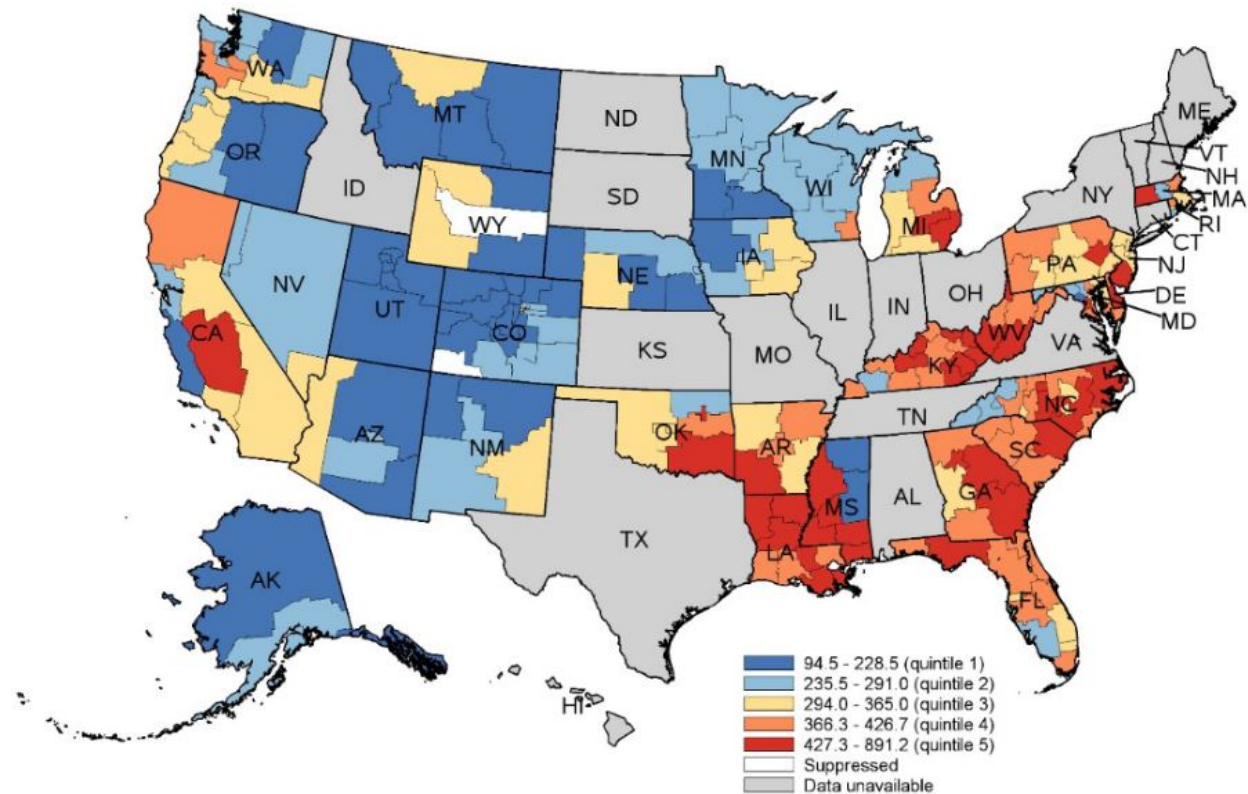 WA
MT
ND
OR
ID
SD
WY
MN
WI
MI
NY
ME
VT
NH
MA
RI
CT
NJ
PA
DE
MD
NV
UT
CO
NE
IA
IL
IN
OH
WV
VA
CA
KS
MO
KY
NC
TN
AZ
NM
OK
AR
SC
MS
AL
GA
TX
LA
FL
AK
HI
94.5 - 228.5 (quintile 1)
235.5 - 291.0 (quintile 2)
294.0 - 365.0 (quintile 3)
366.3 - 426.7 (quintile 4)
427.3 - 891.2 (quintile 5)
Suppressed
Data unavailable